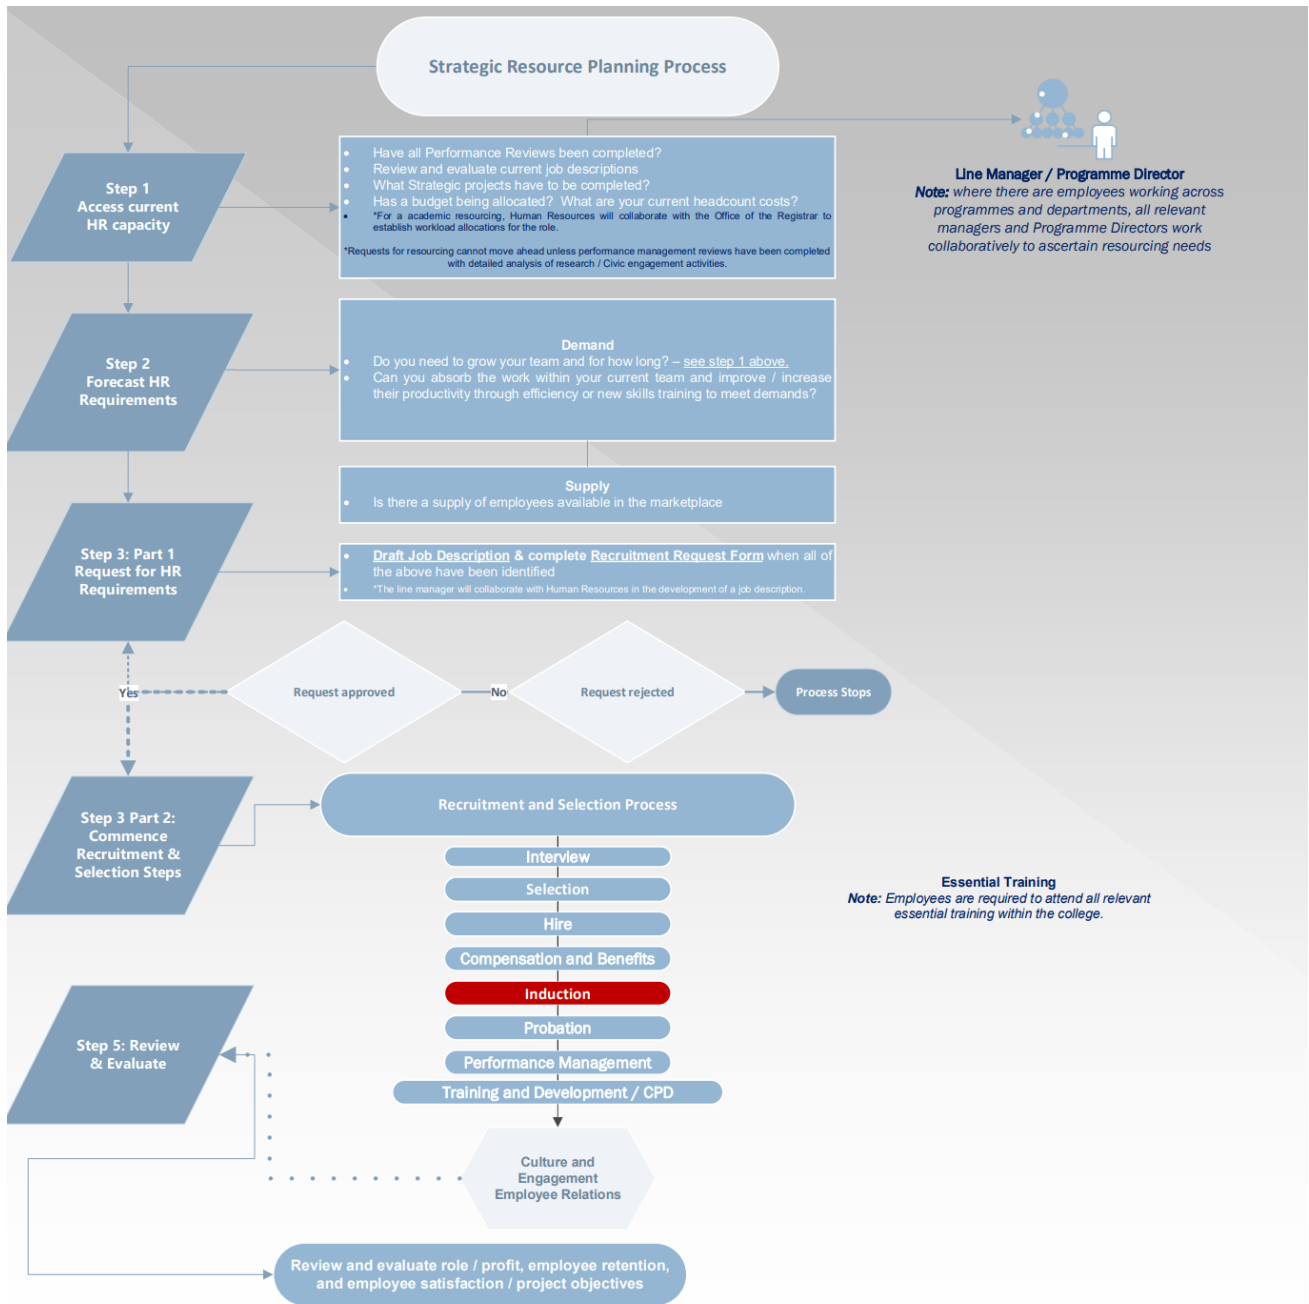 Strategic Resource Planning Process
Step 1
Access current
HR capacity
• Have all Performance Reviews been completed?
• Review and evaluate current job descriptions
• What Strategic projects have to be completed?
• Has a budget being allocated? What are your current headcount costs?
• *For a academic resourcing, Human Resources will collaborate with the Office of the Registrar to
establish workload allocations for the role.
*Requests for resourcing cannot move ahead unless performance management reviews have been completed
with detailed analysis of research / Civic engagement activities.
Line Manager / Programme Director
Note: where there are employees working across
programmes and departments, all relevant
managers and Programme Directors work
collaboratively to ascertain resourcing needs
Step 2
Forecast HR
Requirements
Demand
• Do you need to grow your team and for how long? – see step 1 above.
• Can you absorb the work within your current team and improve / increase
their productivity through efficiency or new skills training to meet demands?
Supply
• Is there a supply of employees available in the marketplace
Step 3: Part 1
Request for HR
Requirements
• Draft Job Description & complete Recruitment Request Form when all of
the above have been identified
• *The line manager will collaborate with Human Resources in the development of a job description.
Yes
Request approved
No
Request rejected
Process Stops
Step 3 Part 2:
Commence
Recruitment &
Selection Steps
Recruitment and Selection Process
Interview
Selection
Hire
Compensation and Benefits
Induction
Probation
Performance Management
Training and Development / CPD
Essential Training
Note: Employees are required to attend all relevant
essential training within the college.
Step 5: Review
& Evaluate
Culture and
Engagement
Employee Relations
Review and evaluate role / profit, employee retention,
and employee satisfaction / project objectives